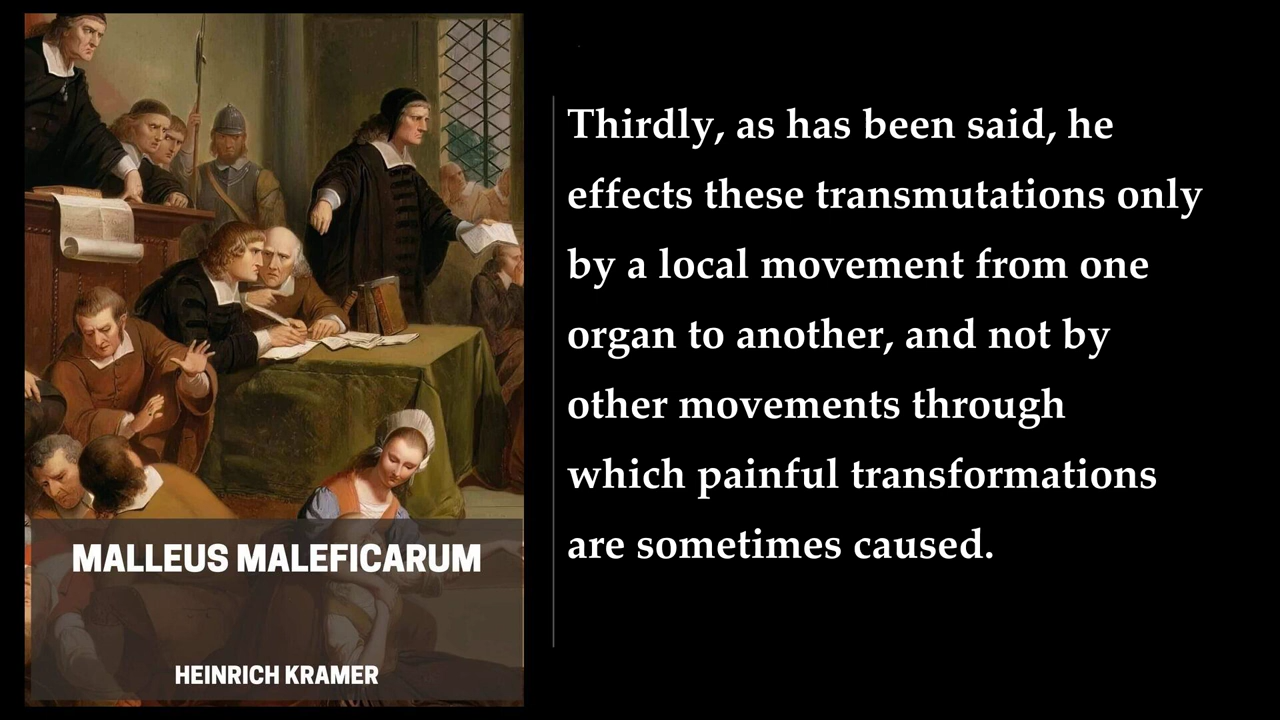 MALLEUS MALEFICARUM
HEINRICH KRAMER
Thirdly, as has been said, he
effects these transmutations only
by a local movement from one
organ to another, and not by
other movements through
which painful transformations
are sometimes caused.